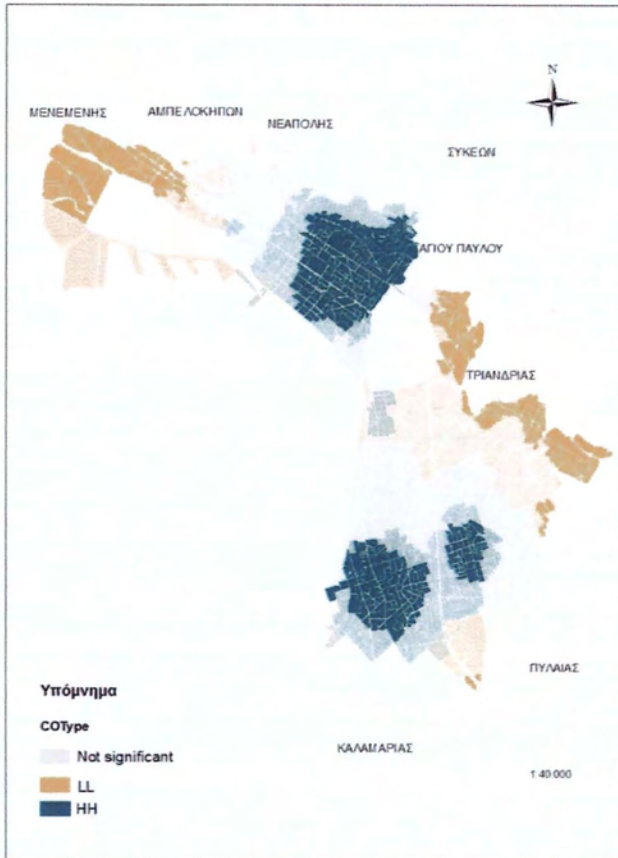 N
ΜΕΝΕΜΕΝΗΣ
ΑΜΠΕΛΟΚΗΠΩΝ
ΝΕΑΠΟΛΗΣ
ΣΥΚΕΩΝ
ΑΓΙΟΥ ΠΑΥΛΟΥ
ΤΡΙΑΝΔΡΙΑΣ
ΠΥΛΑΙΑΣ
ΚΑΛΑΜΑΡΙΑΣ
Υπόμνημα
COType
Not significant
LL
HH
1:40 000